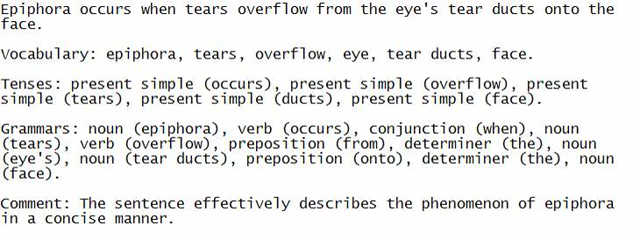 Epiphora occurs when tears overflow from the eye's tear ducts onto the
face.
Vocabulary: epiphora, tears, overflow, eye, tear ducts, face.
Tenses: present simple (occurs), present simple (overflow), present
simple (tears), present simple (ducts), present simple (face).
Grammars: noun (epiphora), verb (occurs), conjunction (when), noun
(tears), verb (overflow), preposition (from), determiner (the), noun
(eye's), noun (tear ducts), preposition (onto), determiner (the), noun
(face).
Comment: The sentence effectively describes the phenomenon of epiphora
in a concise manner.